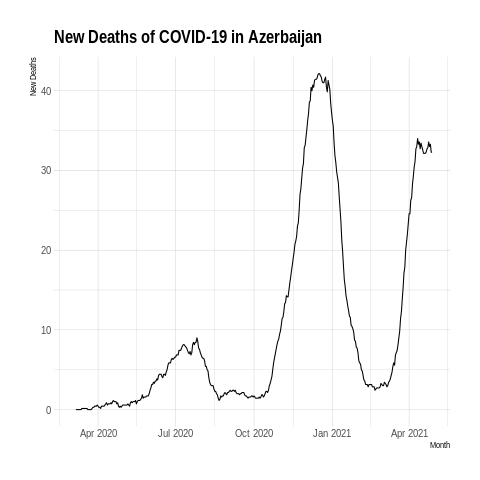 New Deaths of COVID-19 in Azerbaijan
New Deaths
40
30
20
10
0
Apr 2020 Jul 2020 Oct 2020 Jan 2021 Apr 2021
Month